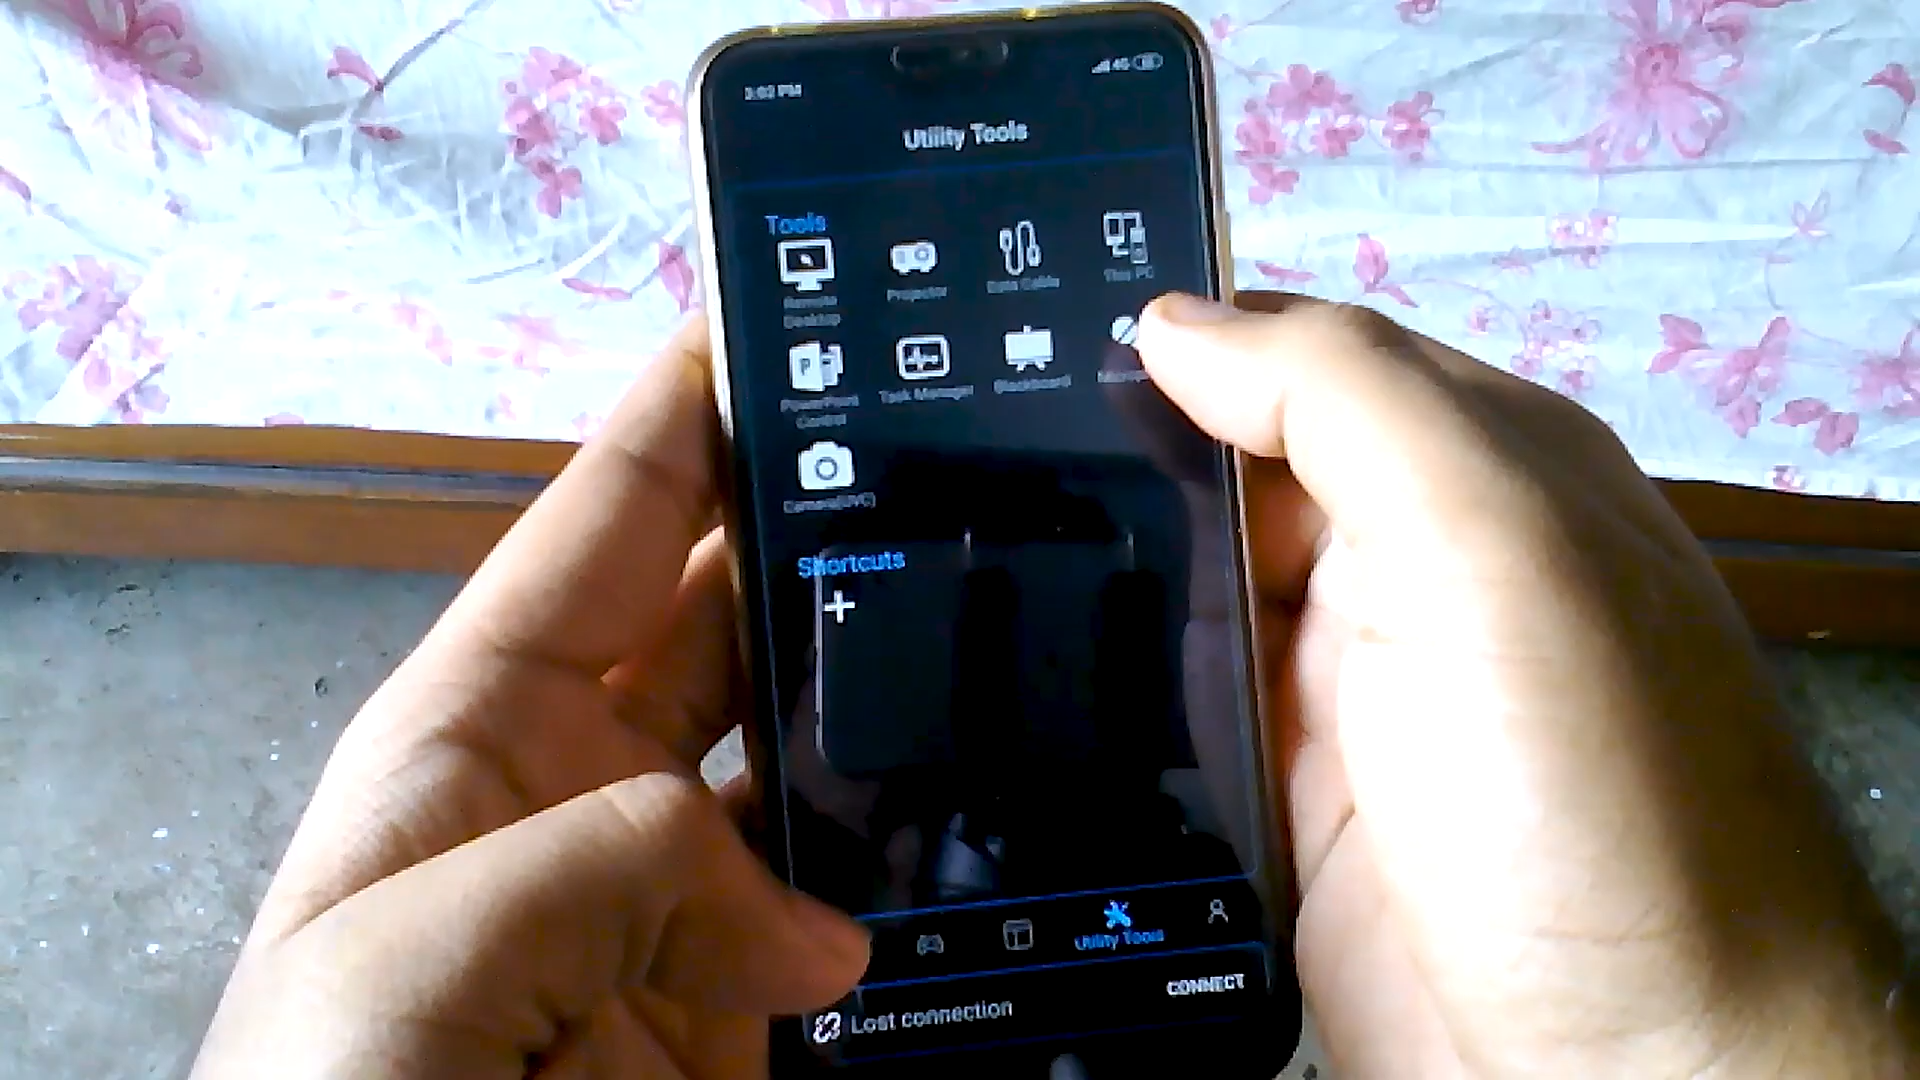 3:02 PM 4G
Utility Tools
Tools
Remote
Desktop
Projector
Data Cable
This PC
PowerPoint
Control
Task Manager
Blackboard
Camera(UVC)
Shortcuts
Utility Tools
Lost connection
CONNECT